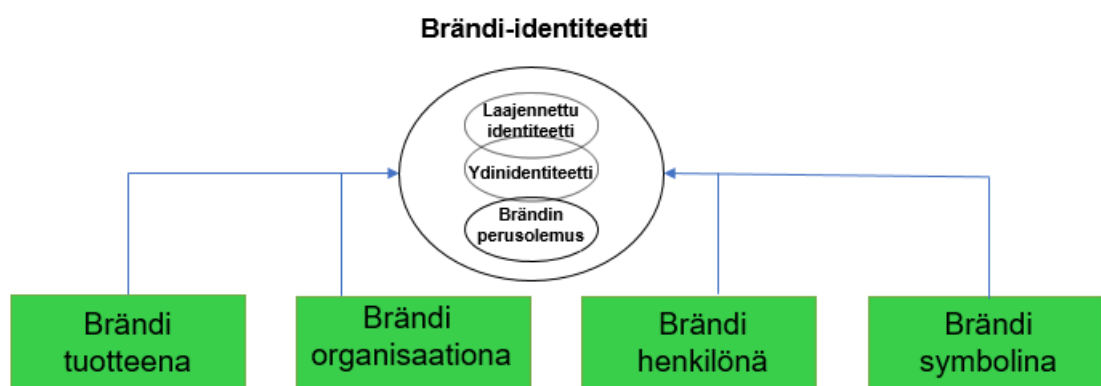 Brändi-identiteetti
Laajennettu
identiteetti
Ydinidentiteetti
Brändin
perusolemus
Brändi
tuotteena
Brändi
organisaationa
Brändi
henkilönä
Brändi
symbolina